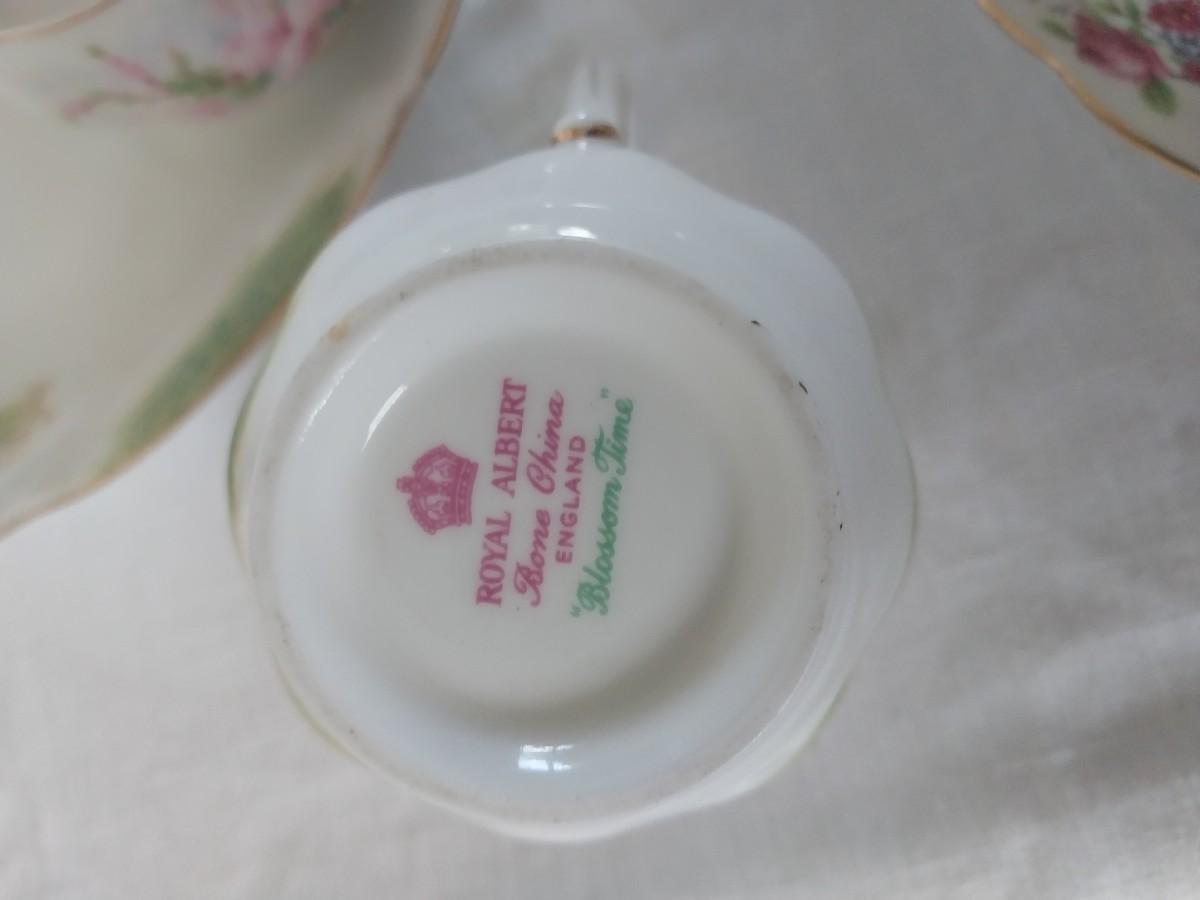 ROYAL ALBERT
Bone China
ENGLAND
"Blossom Time"